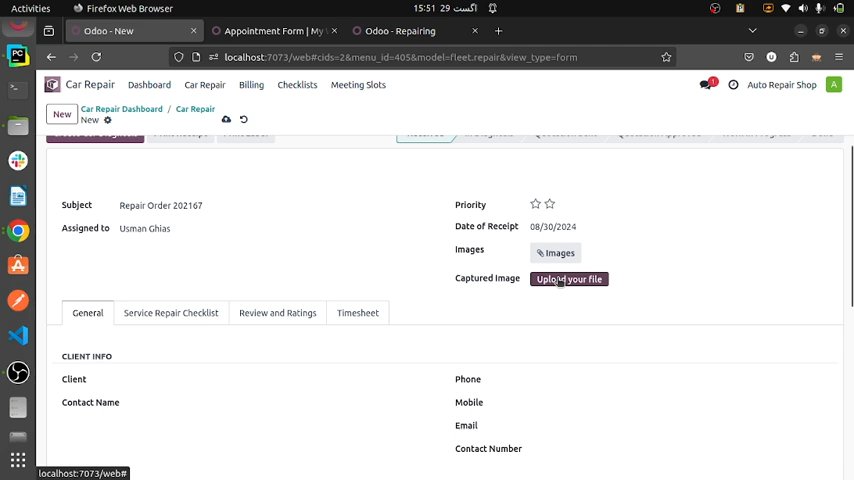 Activities
Firefox Web Browser
15:51 29 اگست
Odoo - New
Appointment Form | My
Odoo - Repairing
localhost:7073/web#cids=2&menu_id=405&model=fleet.repair&view_type=form
Car Repair
Dashboard
Car Repair
Billing
Checklists
Meeting Slots
1
Auto Repair Shop
A
New
Car Repair Dashboard / Car Repair
New
Subject
Repair Order 202167
Priority
Assigned to
Usman Ghias
Date of Receipt
08/30/2024
Images
Images
Captured Image
Upload your file
General
Service Repair Checklist
Review and Ratings
Timesheet
CLIENT INFO
Client
Phone
Contact Name
Mobile
Email
Contact Number
localhost:7073/web#